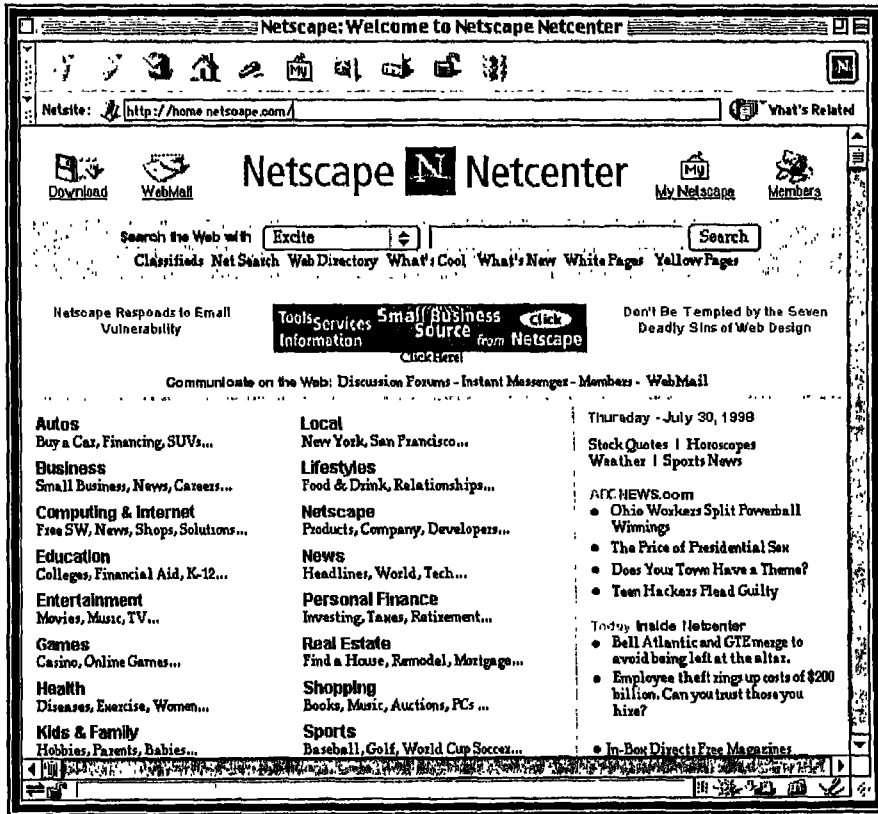 Netscape: Welcome to Netscape Netcenter
My
N
Netsite: http://home.netscape.com/
What's Related
Download
WebMail
Netscape N Netcenter
My
My Netscape
Members
Search the Web with Excite Search
Classifieds Net Search Web Directory What's Cool What's New White Pages Yellow Pages
Netscape Responds to Email
Vulnerability
Tools Services Small Business Click
Information Source from Netscape
Click Here!
Don't Be Tempted by the Seven
Deadly Sins of Web Design
Communicate on the Web: Discussion Forums - Instant Messenger - Members - WebMail
Autos
Buy a Car, Financing, SUVs...
Business
Small Business, News, Careers...
Computing & Internet
Free SW, News, Shops, Solutions...
Education
Colleges, Financial Aid, K-12...
Entertainment
Movies, Music, TV...
Games
Casino, Online Games...
Health
Diseases, Exercise, Women...
Kids & Family
Hobbies, Parents, Babies...
Local
New York, San Francisco...
Lifestyles
Food & Drink, Relationships...
Netscape
Products, Company, Developers...
News
Headlines, World, Tech...
Personal Finance
Investing, Taxes, Retirement...
Real Estate
Find a House, Remodel, Mortgage...
Shopping
Books, Music, Auctions, PCs ...
Sports
Baseball, Golf, World Cup Soccer...
Thursday - July 30, 1998
Stock Quotes | Horoscopes
Weather | Sports News
ABCNEWS.com
• Ohio Workers Split Powerball
Winnings
• The Price of Presidential Sex
• Does Your Town Have a Theme?
• Teen Hackers Plead Guilty
Today Inside Netcenter
• Bell Atlantic and GTE merge to
avoid being left at the altar.
• Employee theft rings up costs of $200
billion. Can you trust those you
hire?
• In-Box Directs Free Magazines